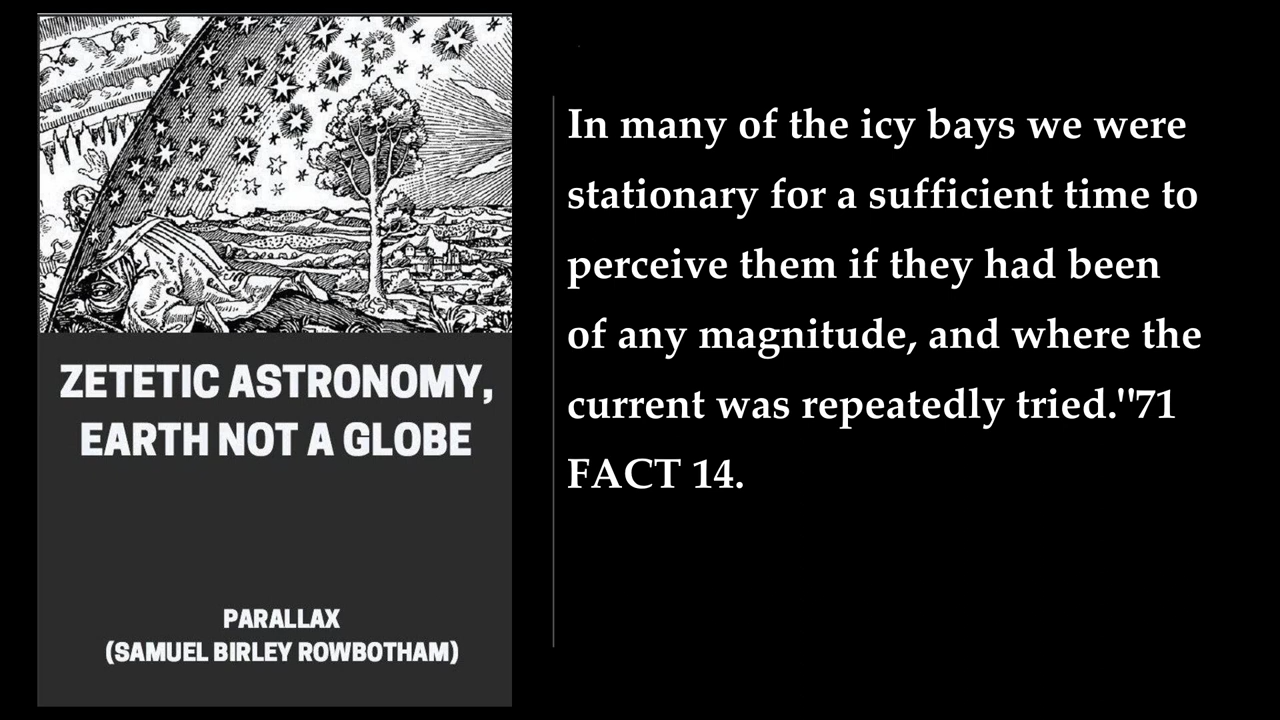 ZETETIC ASTRONOMY,
EARTH NOT A GLOBE
PARALLAX
(SAMUEL BIRLEY ROWBOTHAM)
In many of the icy bays we were
stationary for a sufficient time to
perceive them if they had been
of any magnitude, and where the
current was repeatedly tried."71
FACT 14.